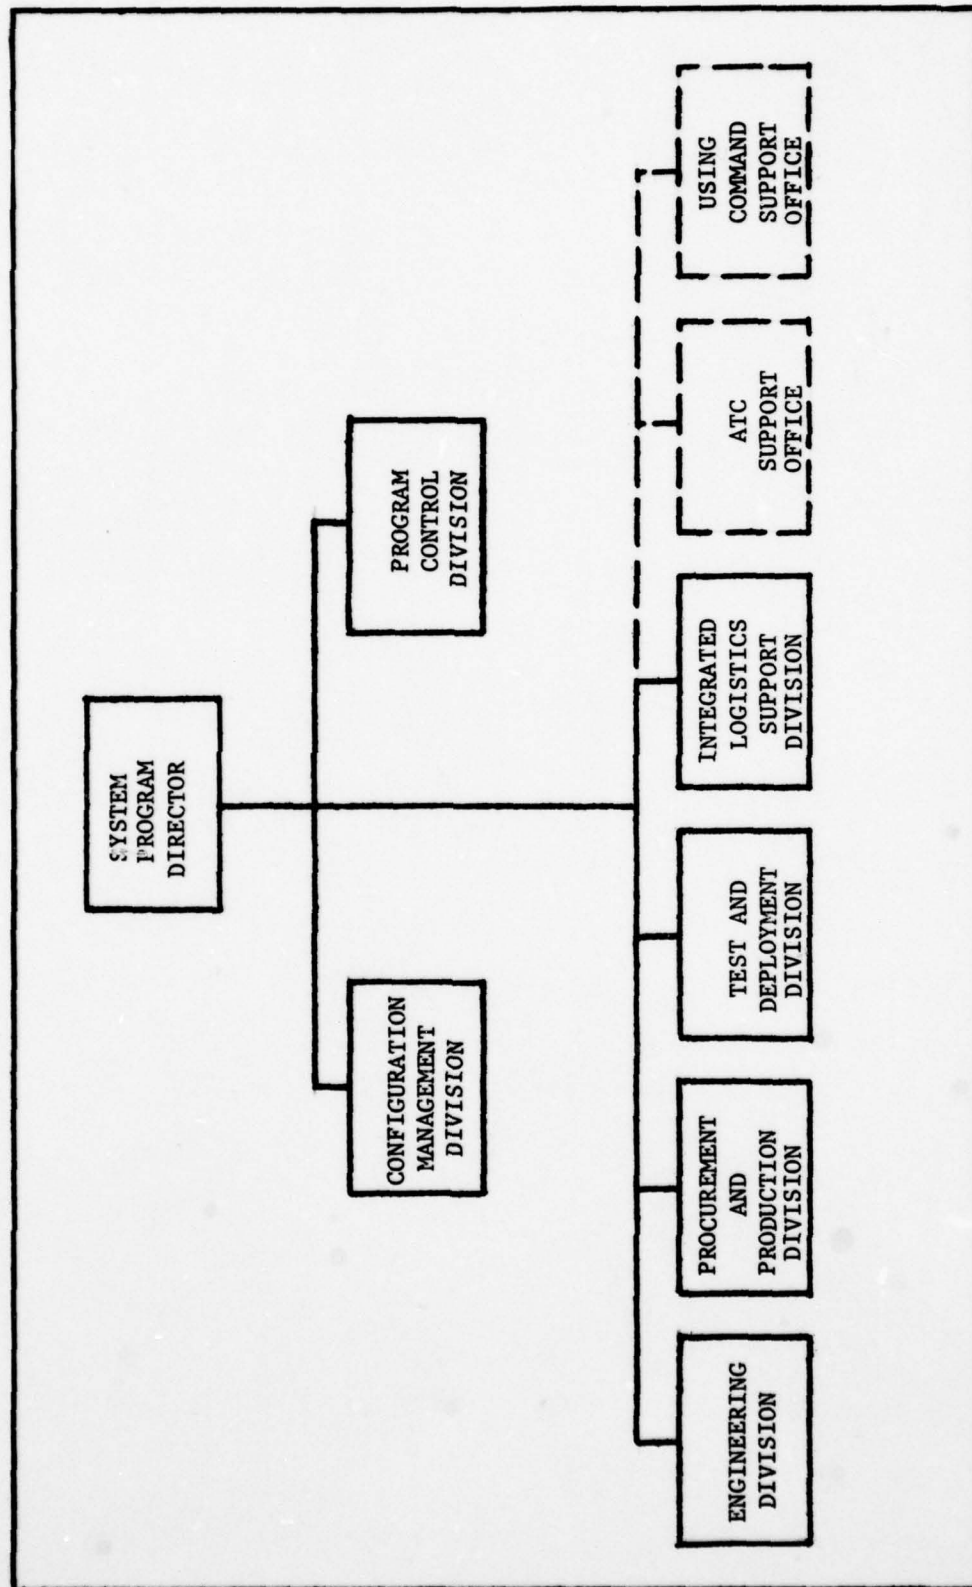 SYSTEM
PROGRAM
DIRECTOR
CONFIGURATION
MANAGEMENT
DIVISION
PROGRAM
CONTROL
DIVISION
ENGINEERING
DIVISION
PROCUREMENT
AND
PRODUCTION
DIVISION
TEST AND
DEPLOYMENT
DIVISION
INTEGRATED
LOGISTICS
SUPPORT
DIVISION
ATC
SUPPORT
OFFICE
USING
COMMAND
SUPPORT
OFFICE